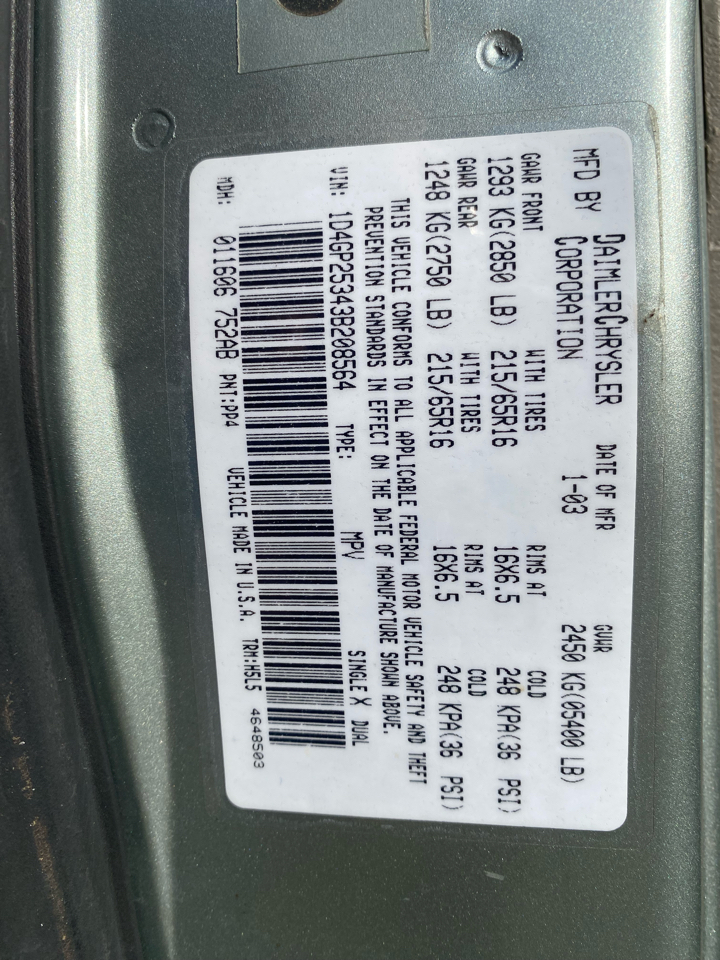 MFD BY DAIMLERCHRYSLER CORPORATION DATE OF MFR 1-03 GVWR 2450 KG(05400 LB)
GAWR FRONT WITH TIRES RIMS AT COLD
1293 KG(2850 LB) 215/65R16 16X6.5 248 KPA(36 PSI)
GAWR REAR WITH TIRES RIMS AT COLD
1248 KG(2750 LB) 215/65R16 16X6.5 248 KPA(36 PSI)
THIS VEHICLE CONFORMS TO ALL APPLICABLE FEDERAL MOTOR VEHICLE SAFETY AND THEFT
PREVENTION STANDARDS IN EFFECT ON THE DATE OF MANUFACTURE SHOWN ABOVE.
VIN: 1D4GP25343B208564 TYPE: MPV SINGLE X DUAL
MDH: 011606 752AB PNT:PP4 VEHICLE MADE IN U.S.A. TRM:H5L5 4648503